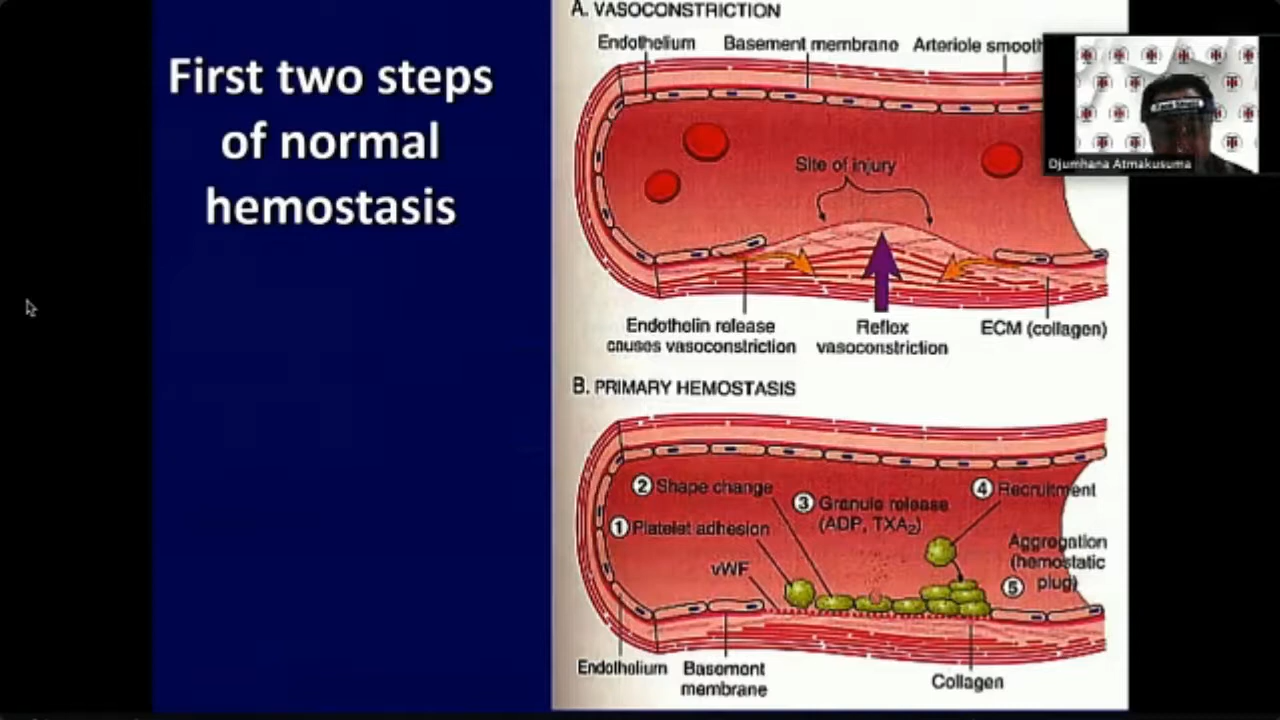 First two steps
of normal
hemostasis
A. VASOCONSTRICTION
Endothelium
Basement membrane
Arteriole smooth
Site of injury
Endothelin release
causes vasoconstriction
Reflex
vasoconstriction
ECM (collagen)
B. PRIMARY HEMOSTASIS
2 Shape change
3 Granule release
(ADP, TXA₂)
4 Recruitment
1 Platelet adhesion
Aggregation
(hemostatic
5 plug)
vWF
Endothelium
Basement
membrane
Collagen
Djumhana Atmakusuma